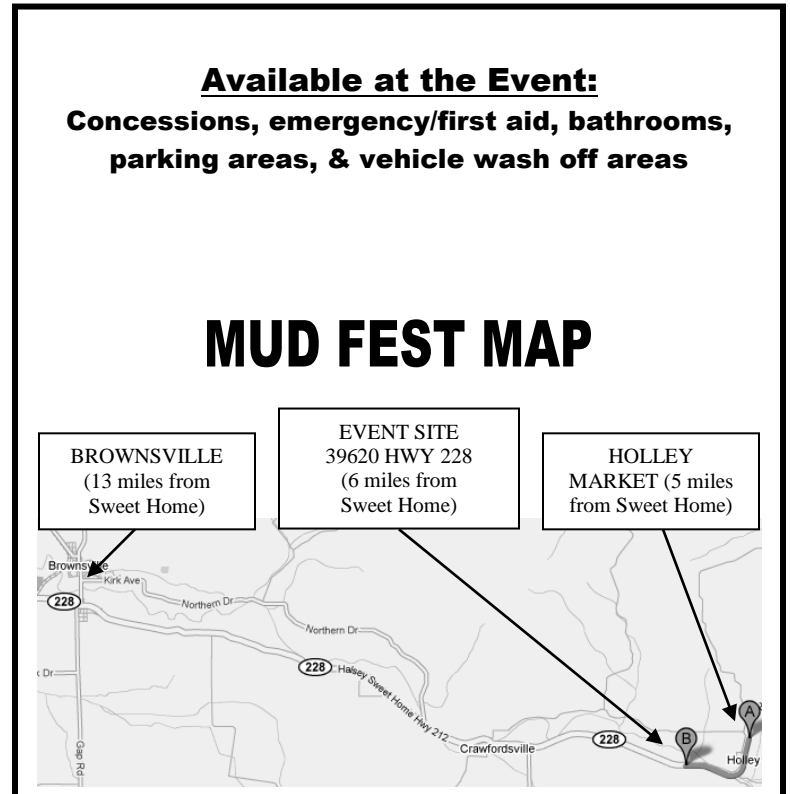 Available at the Event:
Concessions, emergency/first aid, bathrooms,
parking areas, & vehicle wash off areas
MUD FEST MAP
BROWNSVILLE
(13 miles from
Sweet Home)
EVENT SITE
39620 HWY 228
(6 miles from
Sweet Home)
HOLLEY
MARKET (5 miles
from Sweet Home)
Brownsville
Kirk Ave
228
Northern Dr
Northern Dr
228
Halsey Sweet Home Hwy 212
Dr
Gap Rd
Crawfordsville
228
B
A
Holley